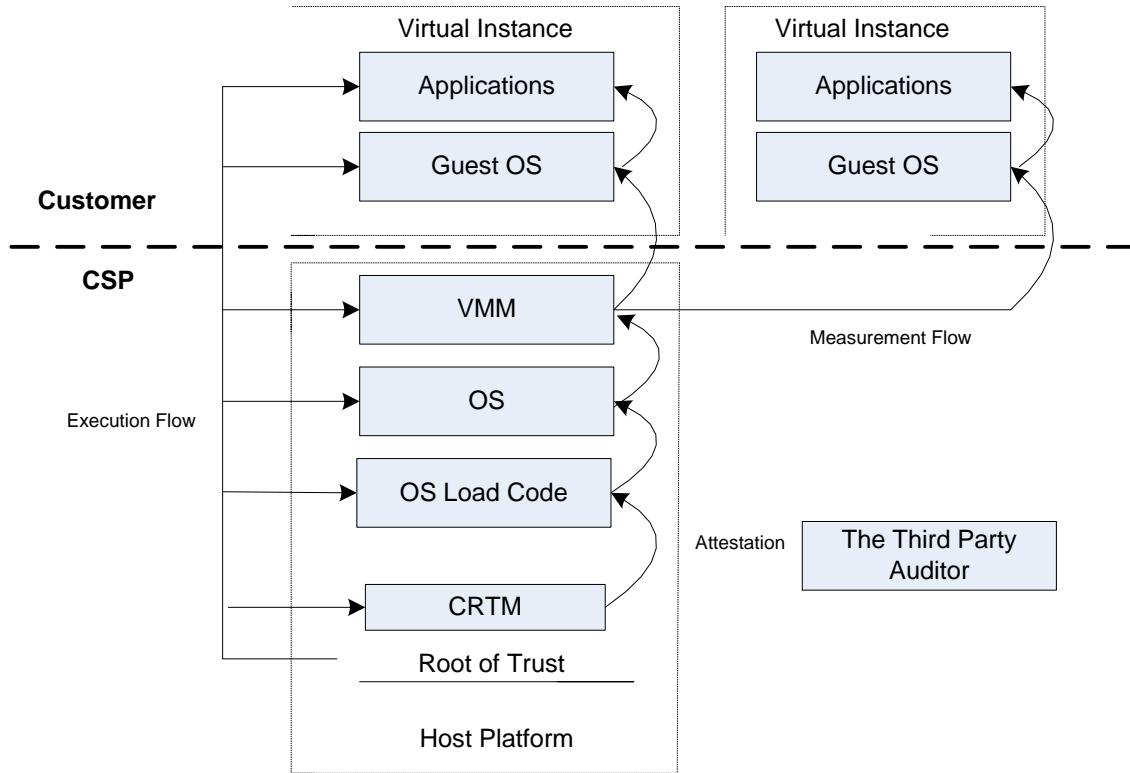 Virtual Instance
Virtual Instance
Applications
Applications
Guest OS
Guest OS
Customer
CSP
VMM
Measurement Flow
OS
Execution Flow
OS Load Code
Attestation
The Third Party
Auditor
CRTM
Root of Trust
Host Platform